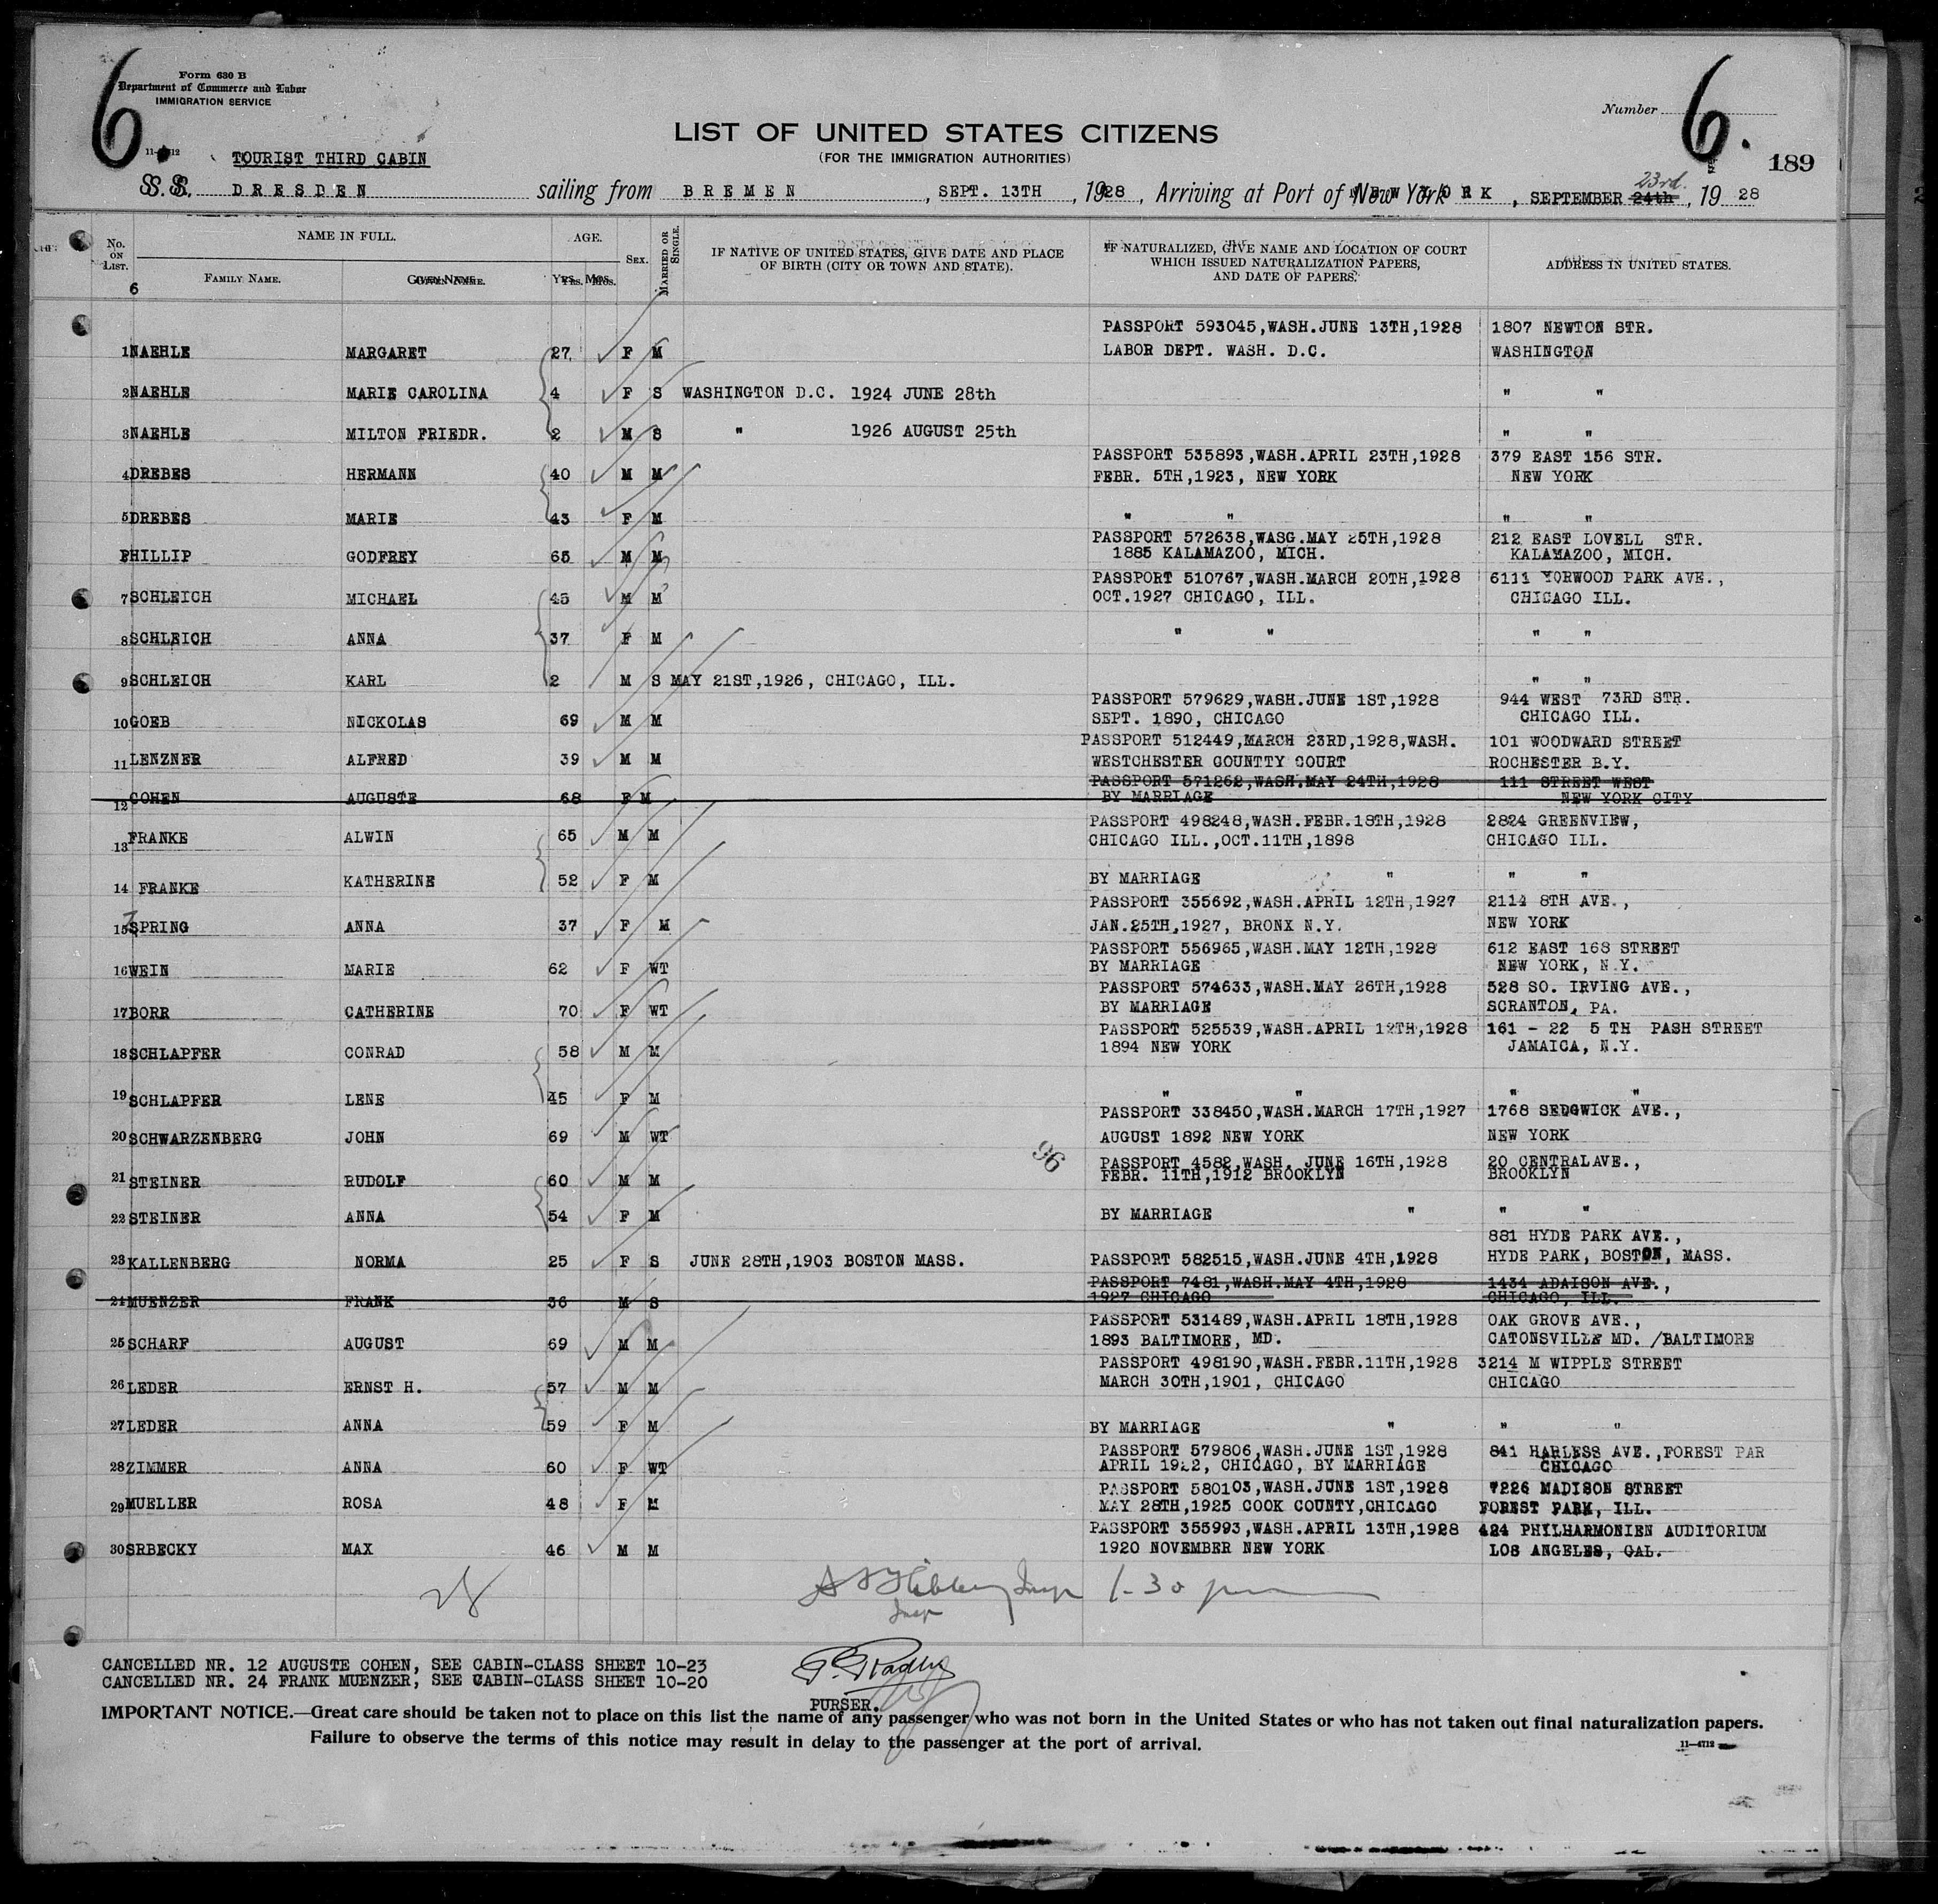 6
Form 630 B
Department of Commerce and Labor
IMMIGRATION SERVICE
Number 6.
189
LIST OF UNITED STATES CITIZENS
(FOR THE IMMIGRATION AUTHORITIES)
TOURIST THIRD CABIN
S.S. DRESDEN sailing from BREMEN, SEPT. 13TH, 1928, Arriving at Port of New York, SEPTEMBER 24th 23rd., 1928
No. ON LIST. NAME IN FULL. AGE. SEX. MARRIED OR SINGLE. IF NATIVE OF UNITED STATES, GIVE DATE AND PLACE OF BIRTH (CITY OR TOWN AND STATE). IF NATURALIZED, GIVE NAME AND LOCATION OF COURT WHICH ISSUED NATURALIZATION PAPERS, AND DATE OF PAPERS. ADDRESS IN UNITED STATES.
6 FAMILY NAME. GIVEN NAME. YRS. MOS.
PASSPORT 593045,WASH.JUNE 13TH,1928 1807 NEWTON STR.
1 NAEHLE MARGARET 27 F M LABOR DEPT. WASH. D.C. WASHINGTON
2 NAEHLE MARIE CAROLINA 4 F S WASHINGTON D.C. 1924 JUNE 28th " "
3 NAEHLE MILTON FRIEDR. 2 M S " 1926 AUGUST 25th " "
PASSPORT 535893,WASH.APRIL 23TH,1928 379 EAST 156 STR.
4 DREBES HERMANN 40 M M FEBR. 5TH,1923, NEW YORK NEW YORK
5 DREBES MARIE 43 F M " " " "
PASSPORT 572638,WASG.MAY 25TH,1928 212 EAST LOVELL STR.
PHILLIP GODFREY 65 M M 1885 KALAMAZOO, MICH. KALAMAZOO, MICH.
PASSPORT 510767,WASH.MARCH 20TH,1928 6111 YORWOOD PARK AVE.,
7 SCHLEICH MICHAEL 45 M M OCT.1927 CHICAGO, ILL. CHICAGO ILL.
8 SCHLEICH ANNA 37 F M " " " "
9 SCHLEICH KARL 2 M S MAY 21ST,1926, CHICAGO, ILL. " "
PASSPORT 579629,WASH.JUNE 1ST,1928 944 WEST 73RD STR.
10 GOEB NICKOLAS 69 M M SEPT. 1890, CHICAGO CHICAGO ILL.
PASSPORT 512449,MARCH 23RD,1928,WASH. 101 WOODWARD STREET
11 LENZNER ALFRED 39 M M WESTCHESTER COUNTTY COURT ROCHESTER B.Y.
PASSPORT 571262,WASH.MAY 24TH,1928 111 STREET WEST
12 COHEN AUGUSTE 68 F M BY MARRIAGE NEW YORK CITY
PASSPORT 498248,WASH.FEBR.18TH,1928 2824 GREENVIEW,
13 FRANKE ALWIN 65 M M CHICAGO ILL.,OCT.11TH,1898 CHICAGO ILL.
14 FRANKE KATHERINE 52 F M BY MARRIAGE " " "
PASSPORT 355692,WASH.APRIL 12TH,1927 2114 8TH AVE.,
15 SPRING ANNA 37 F M JAN.25TH,1927, BRONX N.Y. NEW YORK
PASSPORT 556965,WASH.MAY 12TH,1928 612 EAST 168 STREET
16 WEIN MARIE 62 F WT BY MARRIAGE NEW YORK, N.Y.
PASSPORT 574633,WASH.MAY 26TH,1928 528 SO. IRVING AVE.,
17 BORR CATHERINE 70 F WT BY MARRIAGE SCRANTON, PA.
PASSPORT 525539,WASH.APRIL 12TH,1928 161 - 22 5 TH PASH STREET
18 SCHLAPFER CONRAD 58 M M 1894 NEW YORK JAMAICA, N.Y.
19 SCHLAPFER LENE 45 F M " " " "
PASSPORT 338450,WASH.MARCH 17TH,1927 1768 SEDGWICK AVE.,
20 SCHWARZENBERG JOHN 69 M WT AUGUST 1892 NEW YORK NEW YORK
96
PASSPORT 4582,WASH. JUNE 16TH,1928 20 CENTRALAVE.,
21 STEINER RUDOLF 60 M M FEBR. 11TH,1912 BROOKLYN BROOKLYN
22 STEINER ANNA 54 F M BY MARRIAGE " " "
881 HYDE PARK AVE.,
23 KALLENBERG NORMA 25 F S JUNE 28TH,1903 BOSTON MASS. PASSPORT 582515,WASH.JUNE 4TH,1928 HYDE PARK, BOSTON, MASS.
PASSPORT 7481,WASH.MAY 4TH,1928 1434 ADAISON AVE.,
24 MUENZER FRANK 36 M S 1927 CHICAGO CHICAGO, ILL.
PASSPORT 531489,WASH.APRIL 18TH,1928 OAK GROVE AVE.,
25 SCHARF AUGUST 69 M M 1893 BALTIMORE, MD. CATONSVILLE MD. /BALTIMORE
PASSPORT 498190,WASH.FEBR.11TH,1928 3214 M WIPPLE STREET
26 LEDER ERNST H. 57 M M MARCH 30TH,1901, CHICAGO CHICAGO
27 LEDER ANNA 59 F M BY MARRIAGE " " "
PASSPORT 579806,WASH.JUNE 1ST,1928 841 HARLESS AVE.,FOREST PAR
28 ZIMMER ANNA 60 F WT APRIL 1922, CHICAGO, BY MARRIAGE CHICAGO
PASSPORT 580103,WASH.JUNE 1ST,1928 7226 MADISON STREET
29 MUELLER ROSA 48 F M MAY 28TH,1925 COOK COUNTY,CHICAGO FOREST PARK, ILL.
PASSPORT 355993,WASH.APRIL 13TH,1928 424 PHILHARMONIEN AUDITORIUM
30 SRBECKY MAX 46 M M 1920 NOVEMBER NEW YORK LOS ANGELES, CAL.
28 Insp 1-30 pm
Insp
CANCELLED NR. 12 AUGUSTE COHEN, SEE CABIN-CLASS SHEET 10-23
CANCELLED NR. 24 FRANK MUENZER, SEE CABIN-CLASS SHEET 10-20
PURSER.
IMPORTANT NOTICE.—Great care should be taken not to place on this list the name of any passenger who was not born in the United States or who has not taken out final naturalization papers.
Failure to observe the terms of this notice may result in delay to the passenger at the port of arrival.
11—4712